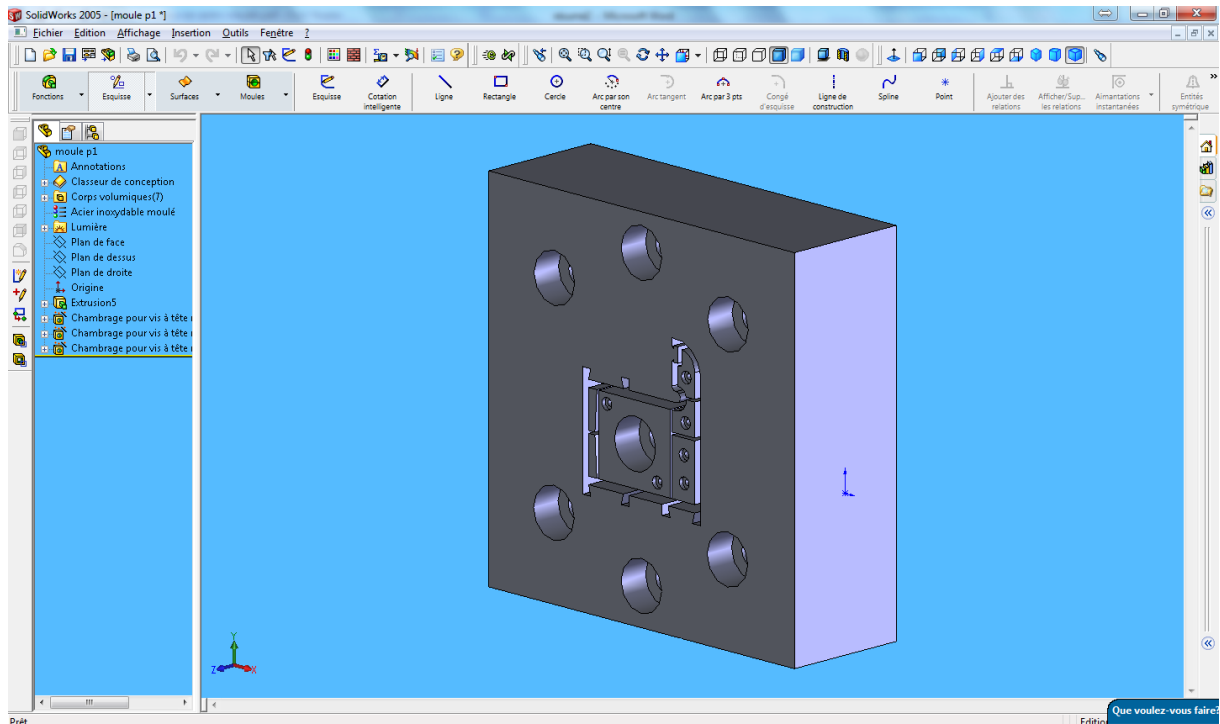 SolidWorks 2005 - [moule p1 *]
Fichier Edition Affichage Insertion Outils Fenêtre ?
Fonctions Esquisse Surfaces Moules Esquisse Cotation intelligente Ligne Rectangle Cercle Arc par son centre Arc tangent Arc par 3 pts Congé d'esquisse Ligne de construction Spline Point Ajouter des relations Afficher/Sup... les relations Aimantations instantanées Entités symétrique
moule p1
Annotations
Classeur de conception
Corps volumiques(7)
Acier inoxydable moulé
Lumière
Plan de face
Plan de dessus
Plan de droite
Origine
Extrusion5
Chambrage pour vis à tête
Chambrage pour vis à tête
Chambrage pour vis à tête
Y
Z
X
Prêt
Editio
Que voulez-vous faire?